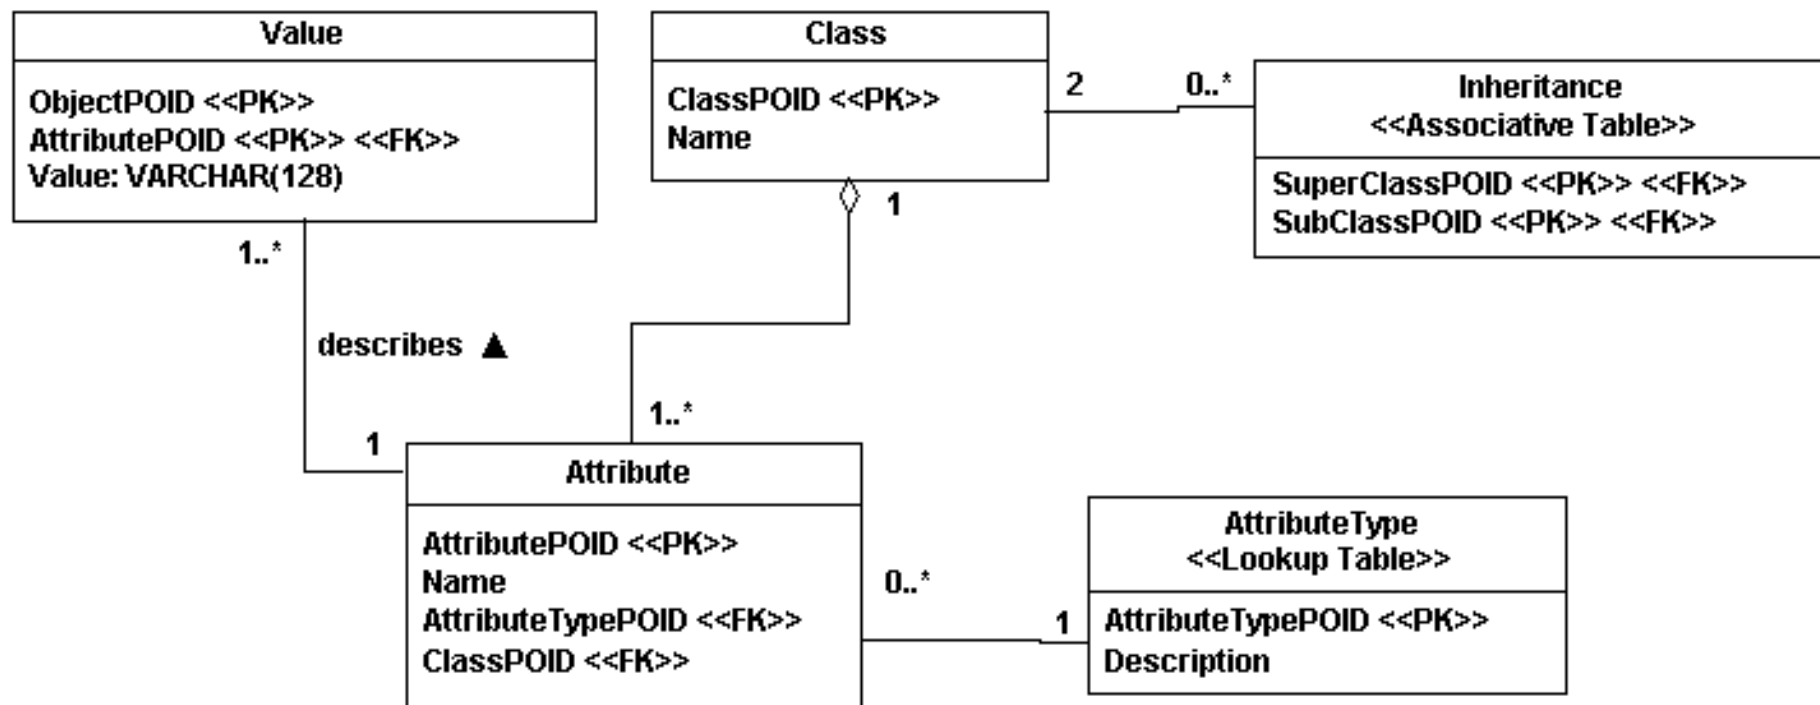 Value
ObjectPOID <<PK>>
AttributePOID <<PK>> <<FK>>
Value: VARCHAR(128)
Class
ClassPOID <<PK>>
Name
2
0..*
Inheritance
<<Associative Table>>
SuperClassPOID <<PK>> <<FK>>
SubClassPOID <<PK>> <<FK>>
1
1..*
describes ▲
1..*
1
Attribute
AttributePOID <<PK>>
Name
AttributeTypePOID <<FK>>
ClassPOID <<FK>>
0..*
1
AttributeType
<<Lookup Table>>
AttributeTypePOID <<PK>>
Description